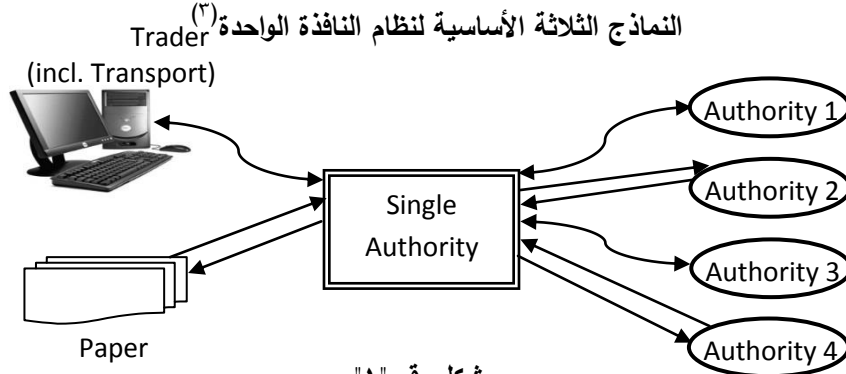 النماذج الثلاثة الأساسية لنظام النافذة الواحدة(٣)
Trader
(incl. Transport)
Authority 1
Authority 2
Single
Authority
Authority 3
Paper
Authority 4